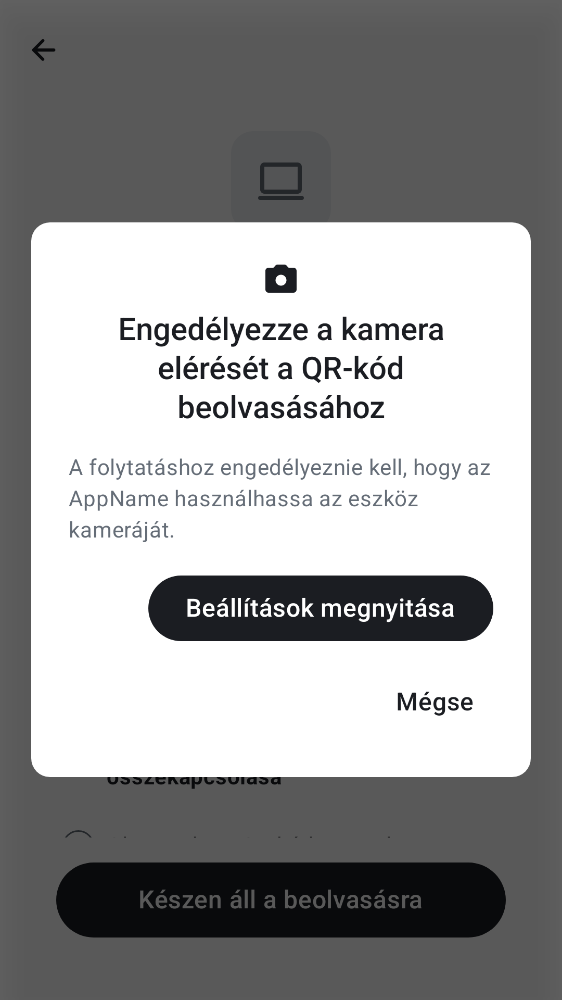 Engedélyezze a kamera
elérését a QR-kód
beolvasásához
A folytatáshoz engedélyeznie kell, hogy az
AppName használhassa az eszköz
kameráját.
Beállítások megnyitása
Mégse
összekapcsolása
Készen áll a beolvasásra